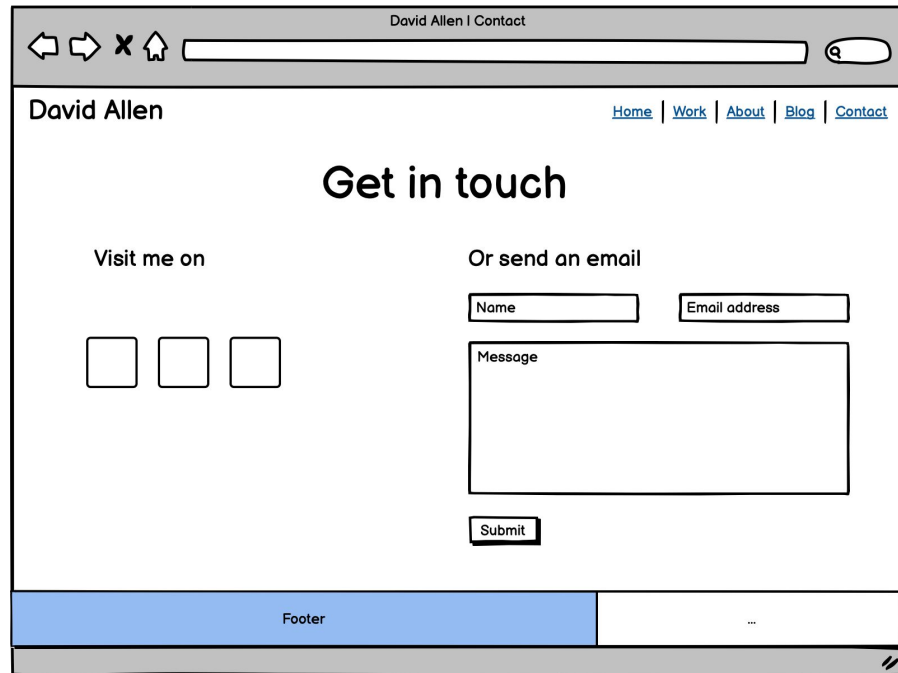 David Allen | Contact
David Allen
Home | Work | About | Blog | Contact
Get in touch
Visit me on
Or send an email
Name
Email address
Message
Submit
Footer
...